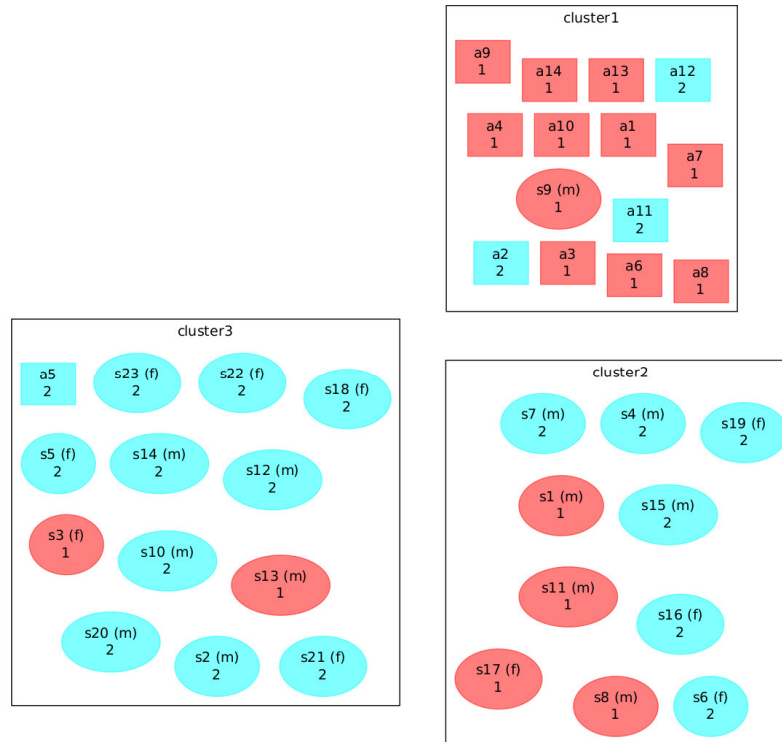 cluster1
a9
1
a14
1
a13
1
a12
2
a4
1
a10
1
a1
1
a7
1
s9 (m)
1
a11
2
a2
2
a3
1
a6
1
a8
1
cluster3
a5
2
s23 (f)
2
s22 (f)
2
s18 (f)
2
s5 (f)
2
s14 (m)
2
s12 (m)
2
s3 (f)
1
s10 (m)
2
s13 (m)
1
s20 (m)
2
s2 (m)
2
s21 (f)
2
cluster2
s7 (m)
2
s4 (m)
2
s19 (f)
2
s1 (m)
1
s15 (m)
2
s11 (m)
1
s16 (f)
2
s17 (f)
1
s8 (m)
1
s6 (f)
2